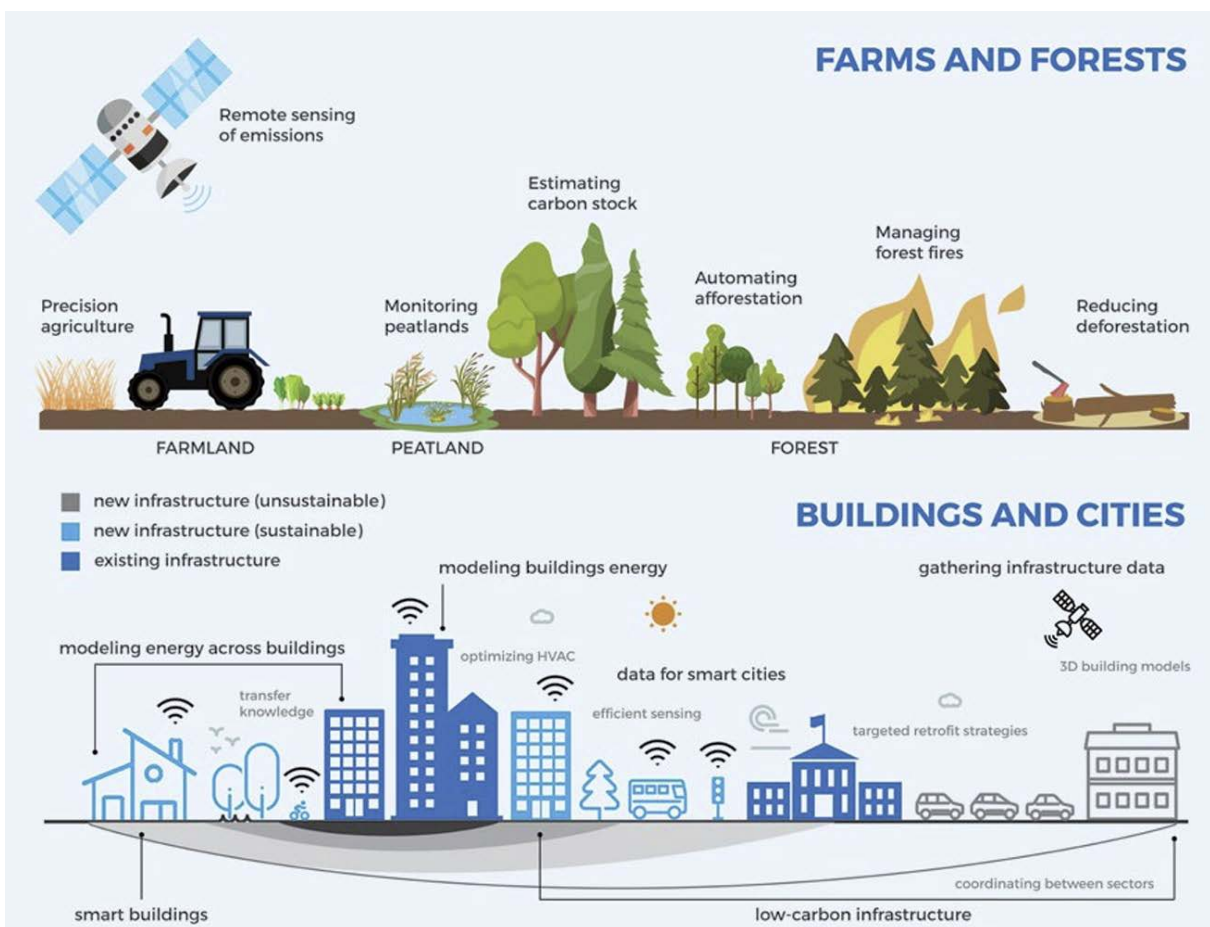 FARMS AND FORESTS
Remote sensing
of emissions
Estimating
carbon stock
Managing
forest fires
Automating
afforestation
Precision
agriculture
Monitoring
peatlands
Reducing
deforestation
FARMLAND
PEATLAND
FOREST
new infrastructure (unsustainable)
new infrastructure (sustainable)
existing infrastructure
BUILDINGS AND CITIES
modeling buildings energy
gathering infrastructure data
modeling energy across buildings
optimizing HVAC
3D building models
data for smart cities
transfer
knowledge
efficient sensing
targeted retrofit strategies
coordinating between sectors
smart buildings
low-carbon infrastructure